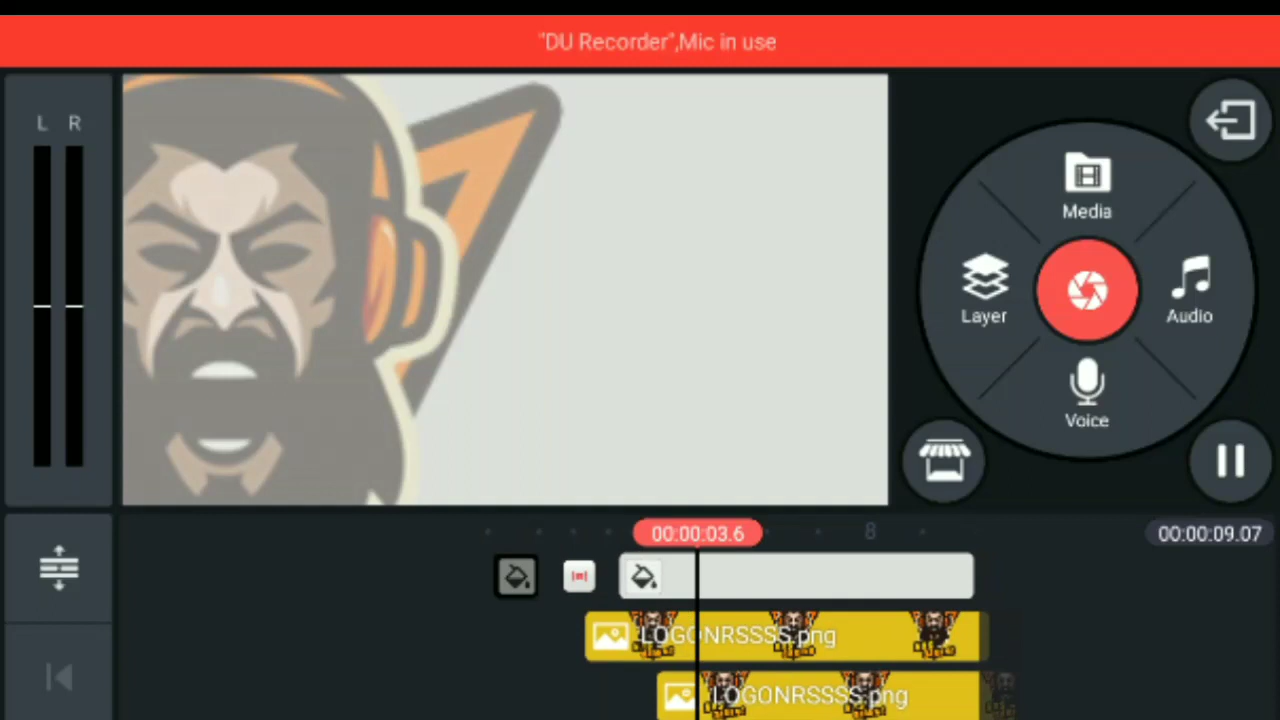 "DU Recorder",Mic in use
L R
Media
Layer
Audio
Voice
00:00:03.6
8
00:00:09.07
LOGONRSSSS.png
LOGONRSSSS.png